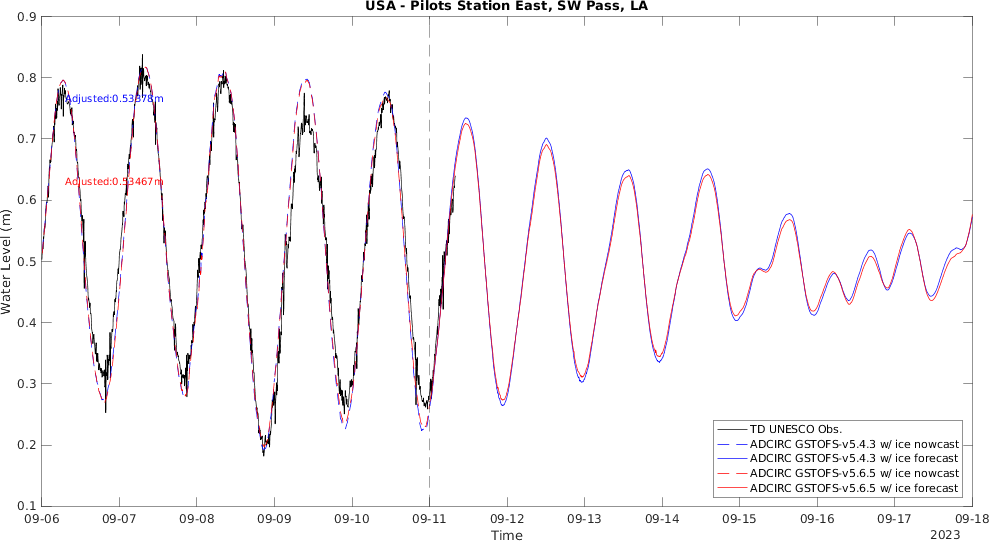 USA - Pilots Station East, SW Pass, LA
0.9
0.8
0.7
0.6
0.5
0.4
0.3
0.2
0.1
Water Level (m)
Adjusted:0.53378m
Adjusted:0.53467m
TD UNESCO Obs.
ADCIRC GSTOFS-v5.4.3 w/ ice nowcast
ADCIRC GSTOFS-v5.4.3 w/ ice forecast
ADCIRC GSTOFS-v5.6.5 w/ ice nowcast
ADCIRC GSTOFS-v5.6.5 w/ ice forecast
09-06 09-07 09-08 09-09 09-10 09-11 09-12 09-13 09-14 09-15 09-16 09-17 09-18
Time
2023